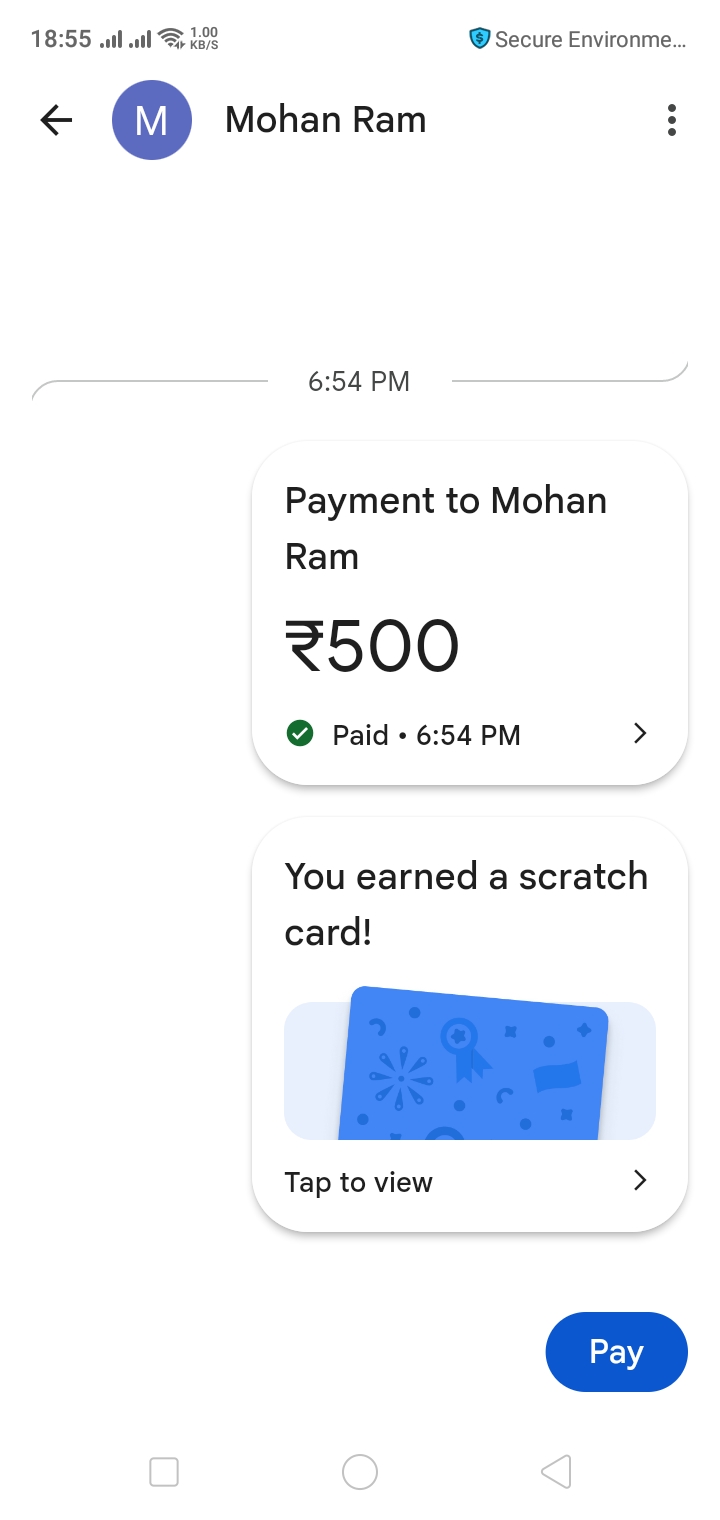 18:55 1.00 KB/S Secure Environme...
M Mohan Ram
6:54 PM
Payment to Mohan
Ram
₹500
Paid • 6:54 PM
You earned a scratch
card!
Tap to view
Pay